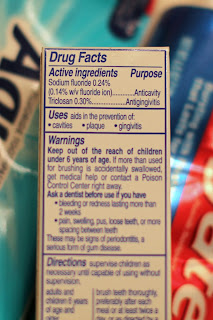 Drug Facts
Active ingredients Purpose
Sodium fluoride 0.24%
(0.14% w/v fluoride ion)..........Anticavity
Triclosan 0.30%.................Antigingivitis
Uses aids in the prevention of:
• cavities • plaque • gingivitis
Warnings
Keep out of the reach of children
under 6 years of age. If more than used
for brushing is accidentally swallowed,
get medical help or contact a Poison
Control Center right away.
Ask a dentist before use if you have
• bleeding or redness lasting more than
2 weeks
• pain, swelling, pus, loose teeth, or more
spacing between teeth
These may be signs of periodontitis, a
serious form of gum disease.
Directions supervise children as
necessary until capable of using without
supervision.
adults and brush teeth thoroughly,
children 6 preferably after each
years of age meal or at least twice a